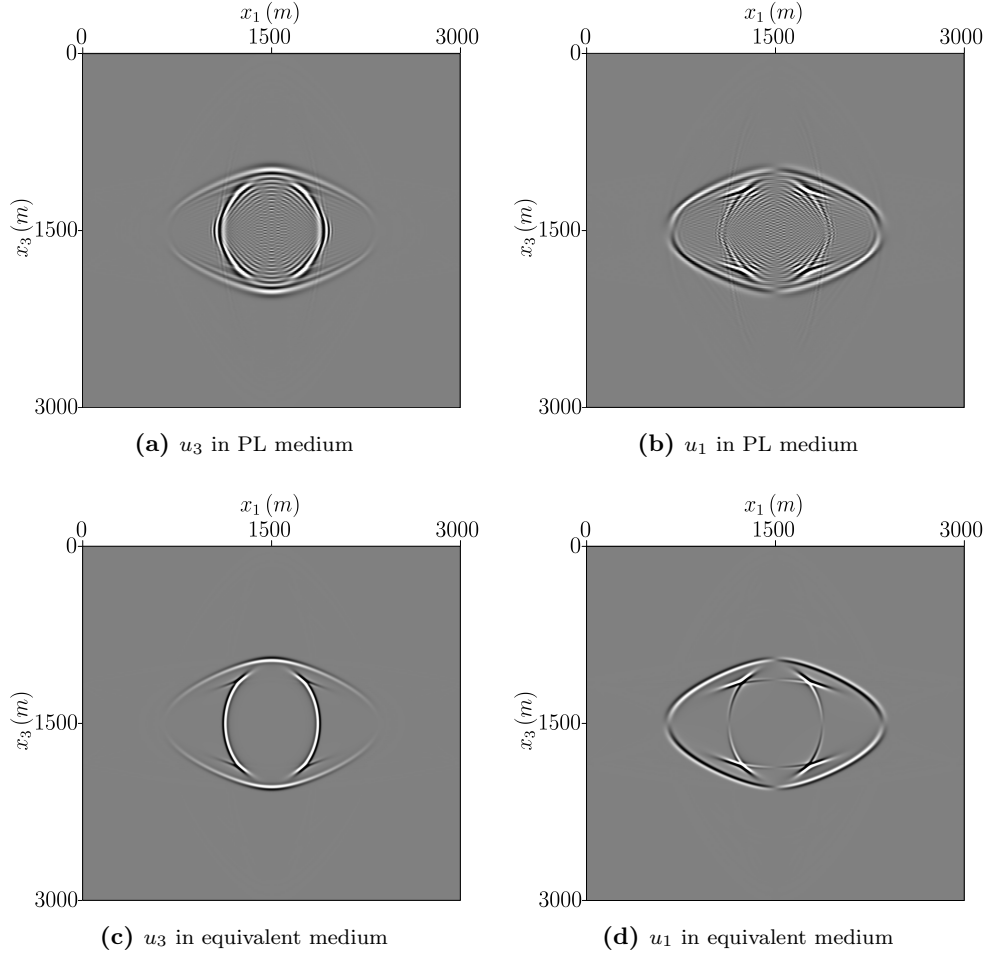 x₁ (m)
0 1500 3000
0
x₃ (m)
1500
3000
(a) u₃ in PL medium
x₁ (m)
0 1500 3000
0
x₃ (m)
1500
3000
(b) u₁ in PL medium
x₁ (m)
0 1500 3000
0
x₃ (m)
1500
3000
(c) u₃ in equivalent medium
x₁ (m)
0 1500 3000
0
x₃ (m)
1500
3000
(d) u₁ in equivalent medium